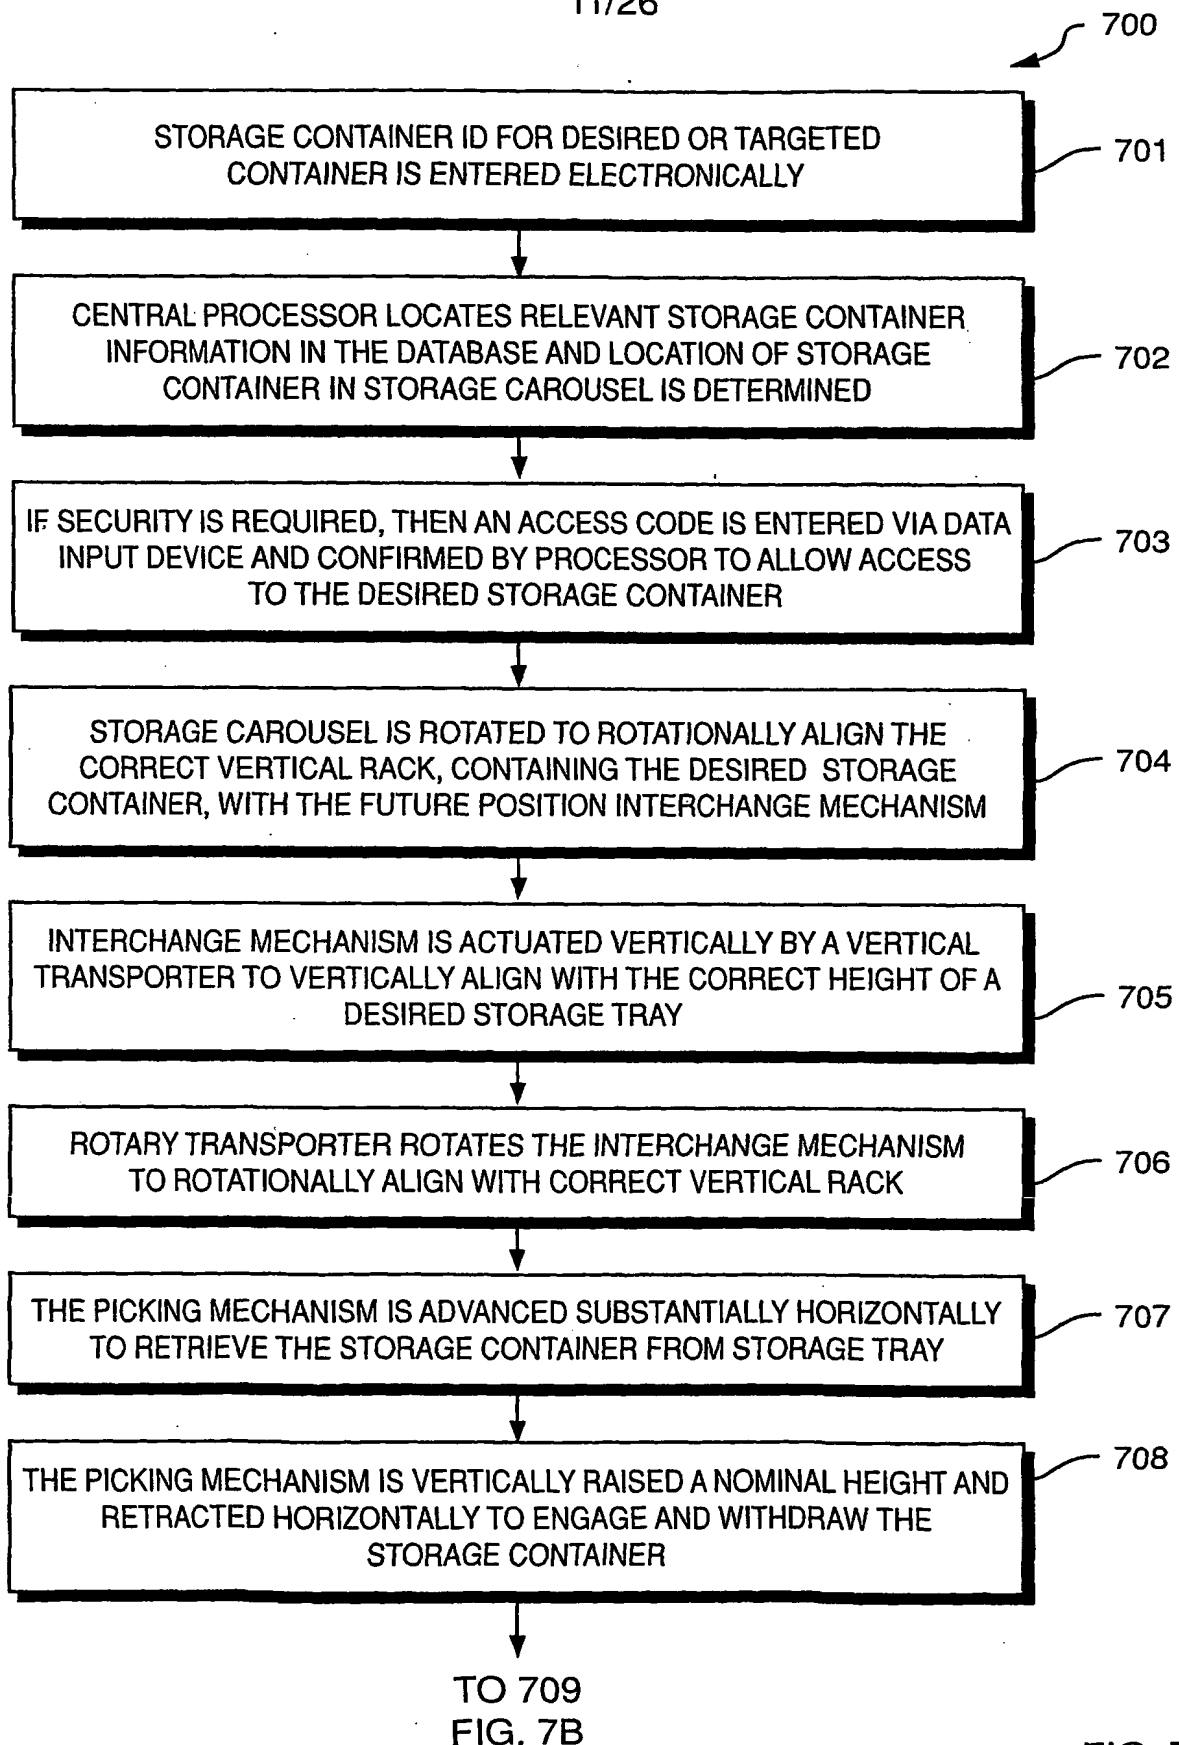 11/26
700
STORAGE CONTAINER ID FOR DESIRED OR TARGETED
CONTAINER IS ENTERED ELECTRONICALLY
701
CENTRAL PROCESSOR LOCATES RELEVANT STORAGE CONTAINER
INFORMATION IN THE DATABASE AND LOCATION OF STORAGE
CONTAINER IN STORAGE CAROUSEL IS DETERMINED
702
IF SECURITY IS REQUIRED, THEN AN ACCESS CODE IS ENTERED VIA DATA
INPUT DEVICE AND CONFIRMED BY PROCESSOR TO ALLOW ACCESS
TO THE DESIRED STORAGE CONTAINER
703
STORAGE CAROUSEL IS ROTATED TO ROTATIONALLY ALIGN THE
CORRECT VERTICAL RACK, CONTAINING THE DESIRED STORAGE
CONTAINER, WITH THE FUTURE POSITION INTERCHANGE MECHANISM
704
INTERCHANGE MECHANISM IS ACTUATED VERTICALLY BY A VERTICAL
TRANSPORTER TO VERTICALLY ALIGN WITH THE CORRECT HEIGHT OF A
DESIRED STORAGE TRAY
705
ROTARY TRANSPORTER ROTATES THE INTERCHANGE MECHANISM
TO ROTATIONALLY ALIGN WITH CORRECT VERTICAL RACK
706
THE PICKING MECHANISM IS ADVANCED SUBSTANTIALLY HORIZONTALLY
TO RETRIEVE THE STORAGE CONTAINER FROM STORAGE TRAY
707
THE PICKING MECHANISM IS VERTICALLY RAISED A NOMINAL HEIGHT AND
RETRACTED HORIZONTALLY TO ENGAGE AND WITHDRAW THE
STORAGE CONTAINER
708
TO 709
FIG. 7B